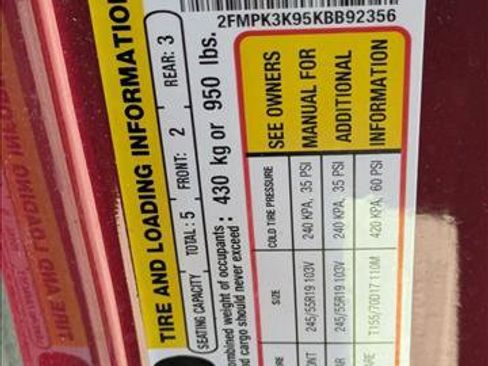 2FMPK3K95KBB92356
TIRE AND LOADING INFORMATION
SEATING CAPACITY TOTAL: 5 FRONT: 2 REAR: 3
combined weight of occupants
and cargo should never exceed : 430 kg or 950 lbs.
SIZE COLD TIRE PRESSURE SEE OWNERS
245/55R19 103V 240 KPA, 35 PSI MANUAL FOR
245/55R19 103V 240 KPA, 35 PSI ADDITIONAL
T155/70D17 110M 420 KPA, 60 PSI INFORMATION